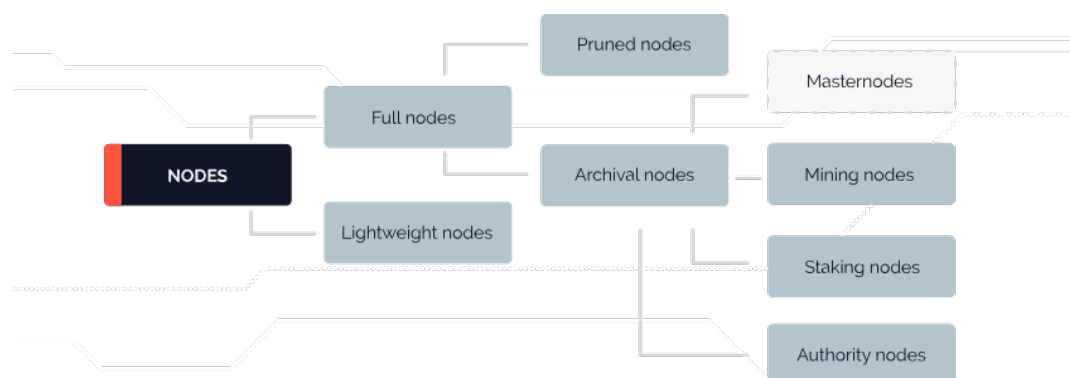 Pruned nodes
Masternodes
Full nodes
NODES
Archival nodes
Mining nodes
Lightweight nodes
Staking nodes
Authority nodes